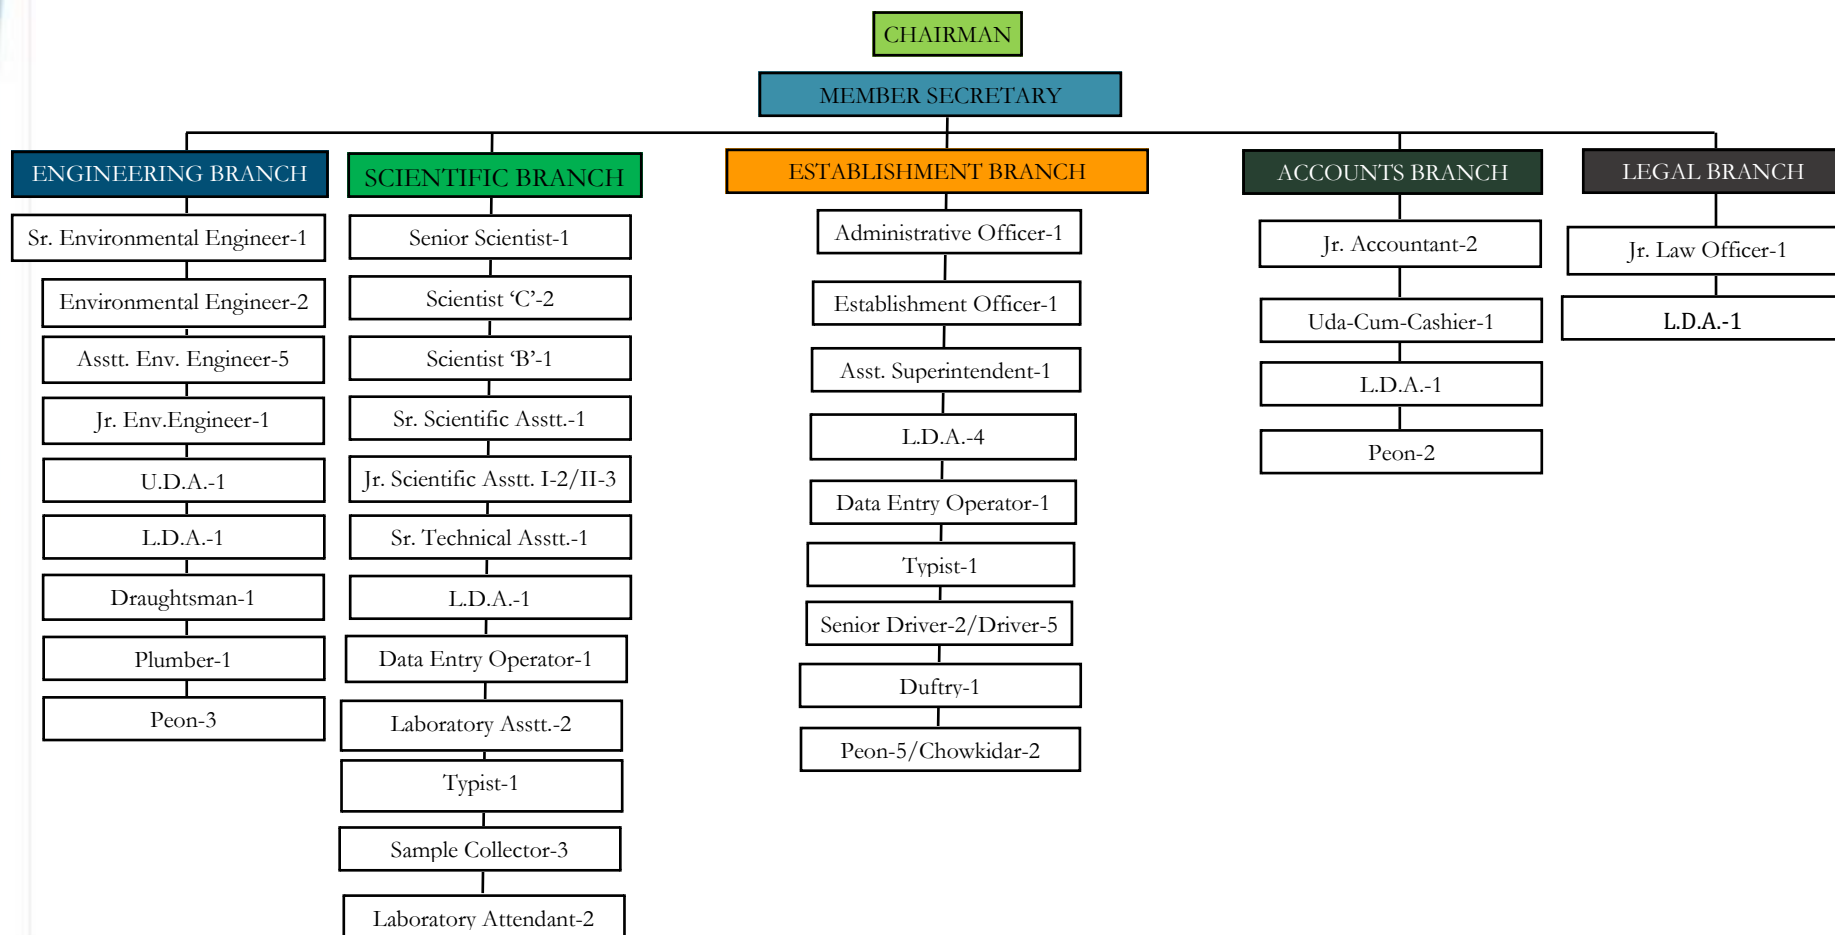 CHAIRMAN
MEMBER SECRETARY
ENGINEERING BRANCH
Sr. Environmental Engineer-1
Environmental Engineer-2
Asstt. Env. Engineer-5
Jr. Env.Engineer-1
U.D.A.-1
L.D.A.-1
Draughtsman-1
Plumber-1
Peon-3
SCIENTIFIC BRANCH
Senior Scientist-1
Scientist ‘C’-2
Scientist ‘B’-1
Sr. Scientific Asstt.-1
Jr. Scientific Asstt. I-2/II-3
Sr. Technical Asstt.-1
L.D.A.-1
Data Entry Operator-1
Laboratory Asstt.-2
Typist-1
Sample Collector-3
Laboratory Attendant-2
ESTABLISHMENT BRANCH
Administrative Officer-1
Establishment Officer-1
Asst. Superintendent-1
L.D.A.-4
Data Entry Operator-1
Typist-1
Senior Driver-2/Driver-5
Duftry-1
Peon-5/Chowkidar-2
ACCOUNTS BRANCH
Jr. Accountant-2
Uda-Cum-Cashier-1
L.D.A.-1
Peon-2
LEGAL BRANCH
Jr. Law Officer-1
L.D.A.-1